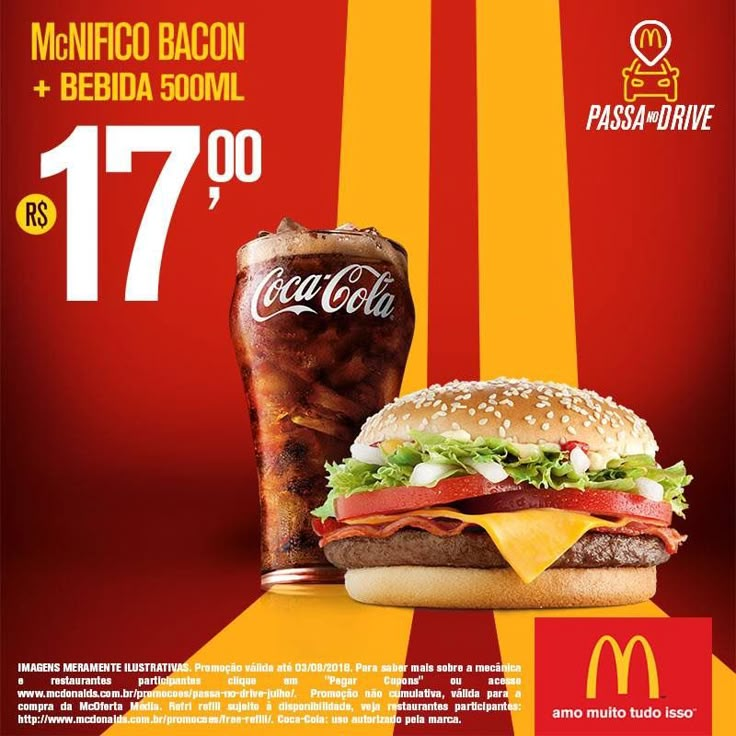 McNIFICO BACON
+ BEBIDA 500ML
R$ 17,00
PASSA NO DRIVE
Coca-Cola
IMAGENS MERAMENTE ILUSTRATIVAS. Promoção válida até 03/09/2018. Para saber mais sobre a mecânica
e restaurantes participantes clique em "Pegar Cupons" ou acesse
www.mcdonalds.com.br/promocoes/passa-no-drive-julho/. Promoção não cumulativa, válida para a
compra da McOferta Média. Refri refill sujeito à disponibilidade, veja restaurantes participantes:
http://www.mcdonalds.com.br/promocoes/free-refill/. Coca-Cola: uso autorizado pela marca.
amo muito tudo isso